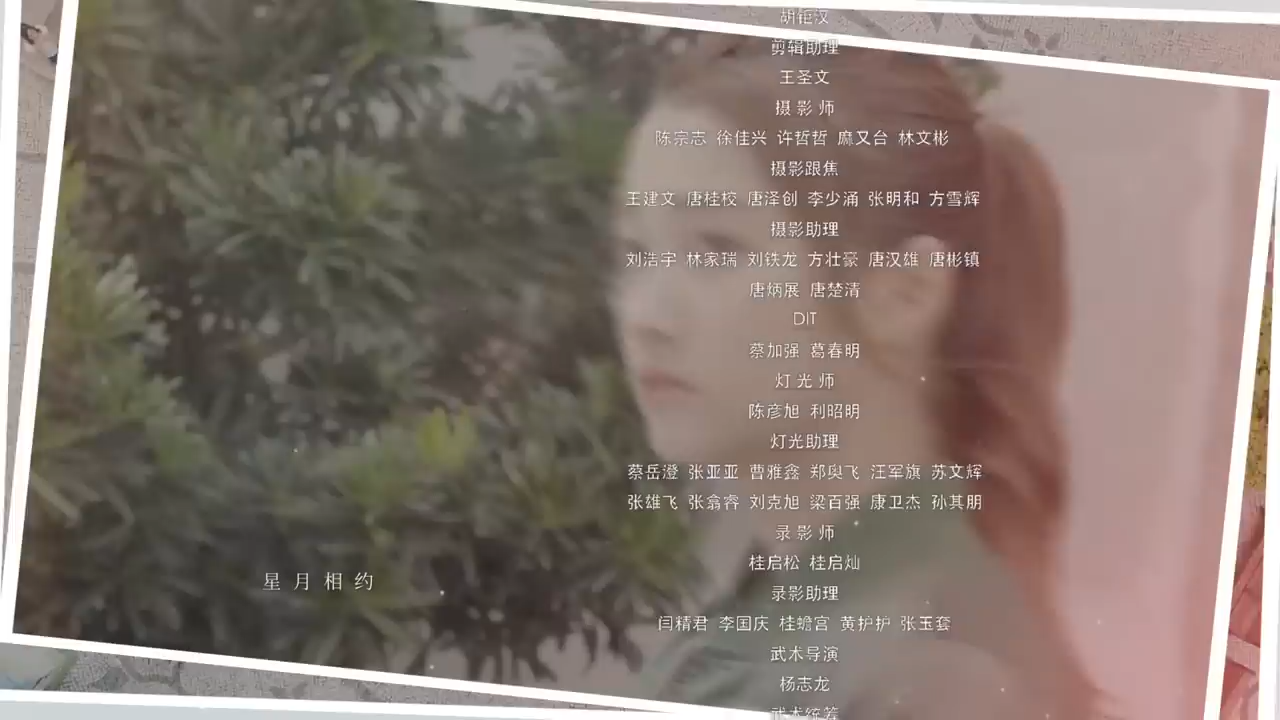 胡钜汉
剪辑助理
王圣文
摄影师
陈宗志 徐佳兴 许哲哲 麻又台 林文彬
摄影跟焦
王建文 唐桂校 唐泽创 李少涌 张明和 方雪辉
摄影助理
刘浩宇 林家瑞 刘铁龙 方壮豪 唐汉雄 唐彬镇
唐炳展 唐楚清
DIT
蔡加强 葛春明
灯光师
陈彦旭 利昭明
灯光助理
蔡岳澄 张亚亚 曹雅鑫 郑奥飞 汪军旗 苏文辉
张雄飞 张翁睿 刘克旭 梁百强 康卫杰 孙其朋
录影师
桂启松 桂启灿
录影助理
闫精君 李国庆 桂蟾宫 黄护护 张玉套
武术导演
杨志龙
武术统筹
星月相约